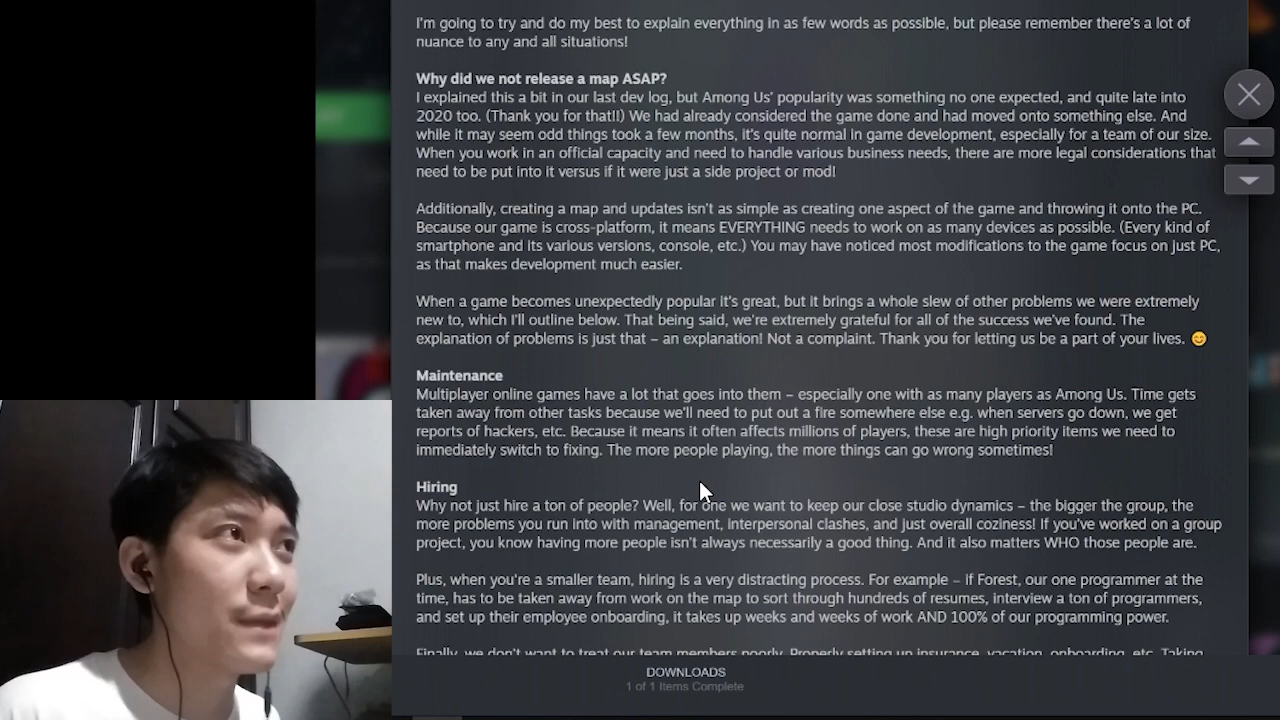 I'm going to try and do my best to explain everything in as few words as possible, but please remember there's a lot of
nuance to any and all situations!
Why did we not release a map ASAP?
I explained this a bit in our last dev log, but Among Us' popularity was something no one expected, and quite late into
2020 too. (Thank you for that!!) We had already considered the game done and had moved onto something else. And
while it may seem odd things took a few months, it's quite normal in game development, especially for a team of our size.
When you work in an official capacity and need to handle various business needs, there are more legal considerations that
need to be put into it versus if it were just a side project or mod!
Additionally, creating a map and updates isn't as simple as creating one aspect of the game and throwing it onto the PC.
Because our game is cross-platform, it means EVERYTHING needs to work on as many devices as possible. (Every kind of
smartphone and its various versions, console, etc.) You may have noticed most modifications to the game focus on just PC,
as that makes development much easier.
When a game becomes unexpectedly popular it's great, but it brings a whole slew of other problems we were extremely
new to, which I'll outline below. That being said, we're extremely grateful for all of the success we've found. The
explanation of problems is just that – an explanation! Not a complaint. Thank you for letting us be a part of your lives. 😊
Maintenance
Multiplayer online games have a lot that goes into them – especially one with as many players as Among Us. Time gets
taken away from other tasks because we'll need to put out a fire somewhere else e.g. when servers go down, we get
reports of hackers, etc. Because it means it often affects millions of players, these are high priority items we need to
immediately switch to fixing. The more people playing, the more things can go wrong sometimes!
Hiring
Why not just hire a ton of people? Well, for one we want to keep our close studio dynamics – the bigger the group, the
more problems you run into with management, interpersonal clashes, and just overall coziness! If you've worked on a group
project, you know having more people isn't always necessarily a good thing. And it also matters WHO those people are.
Plus, when you're a smaller team, hiring is a very distracting process. For example – if Forest, our one programmer at the
time, has to be taken away from work on the map to sort through hundreds of resumes, interview a ton of programmers,
and set up their employee onboarding, it takes up weeks and weeks of work AND 100% of our programming power.
Finally, we don't want to treat our team members poorly. Properly setting up insurance, vacation, onboarding, etc. Taking
DOWNLOADS
1 of 1 Items Complete